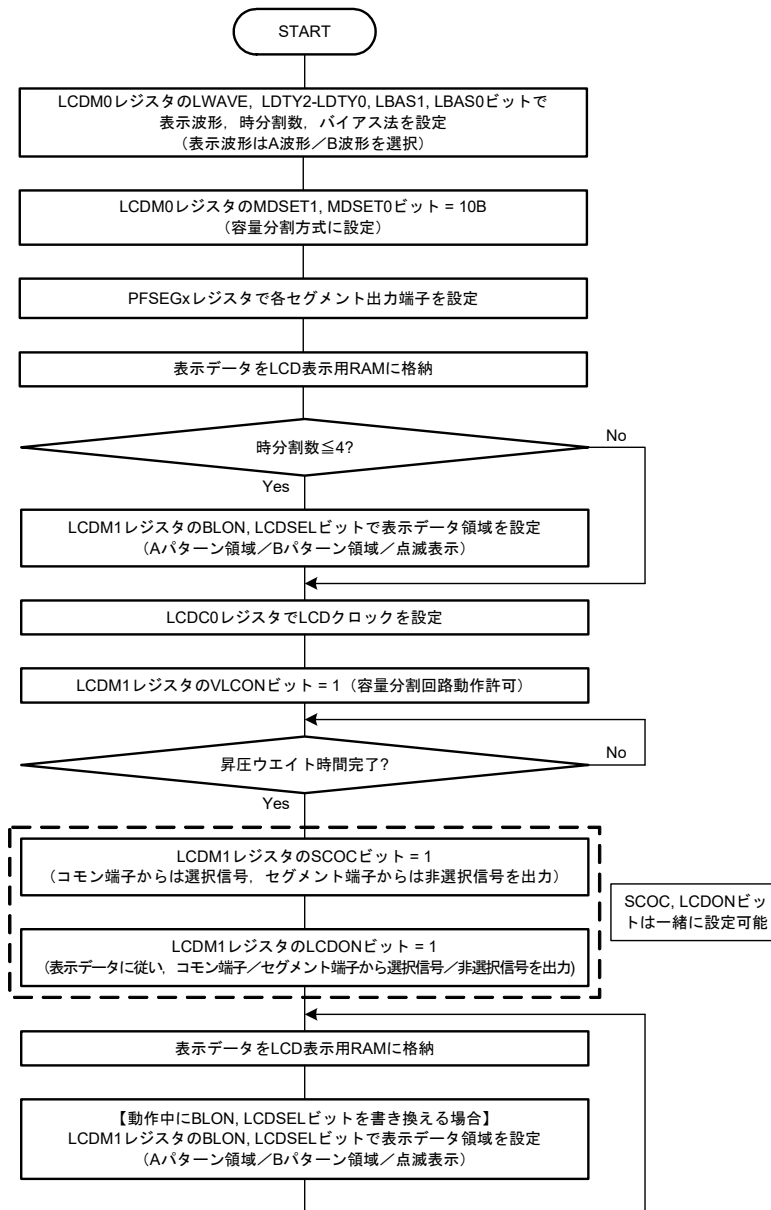 START
LCDM0レジスタのLWAVE, LDTY2-LDTY0, LBAS1, LBAS0ビットで
表示波形，時分割数，バイアス法を設定
（表示波形はA波形／B波形を選択）
LCDM0レジスタのMDSET1, MDSET0ビット = 10B
（容量分割方式に設定）
PFSEGxレジスタで各セグメント出力端子を設定
表示データをLCD表示用RAMに格納
時分割数≦4?
No
Yes
LCDM1レジスタのBLON, LCDSELビットで表示データ領域を設定
（Aパターン領域／Bパターン領域／点滅表示）
LCDC0レジスタでLCDクロックを設定
LCDM1レジスタのVLCONビット = 1（容量分割回路動作許可）
昇圧ウエイト時間完了?
No
Yes
LCDM1レジスタのSCOCビット = 1
（コモン端子からは選択信号，セグメント端子からは非選択信号を出力）
SCOC, LCDONビッ
トは一緒に設定可能
LCDM1レジスタのLCDONビット = 1
（表示データに従い，コモン端子／セグメント端子から選択信号／非選択信号を出力）
表示データをLCD表示用RAMに格納
【動作中にBLON, LCDSELビットを書き換える場合】
LCDM1レジスタのBLON, LCDSELビットで表示データ領域を設定
（Aパターン領域／Bパターン領域／点滅表示）